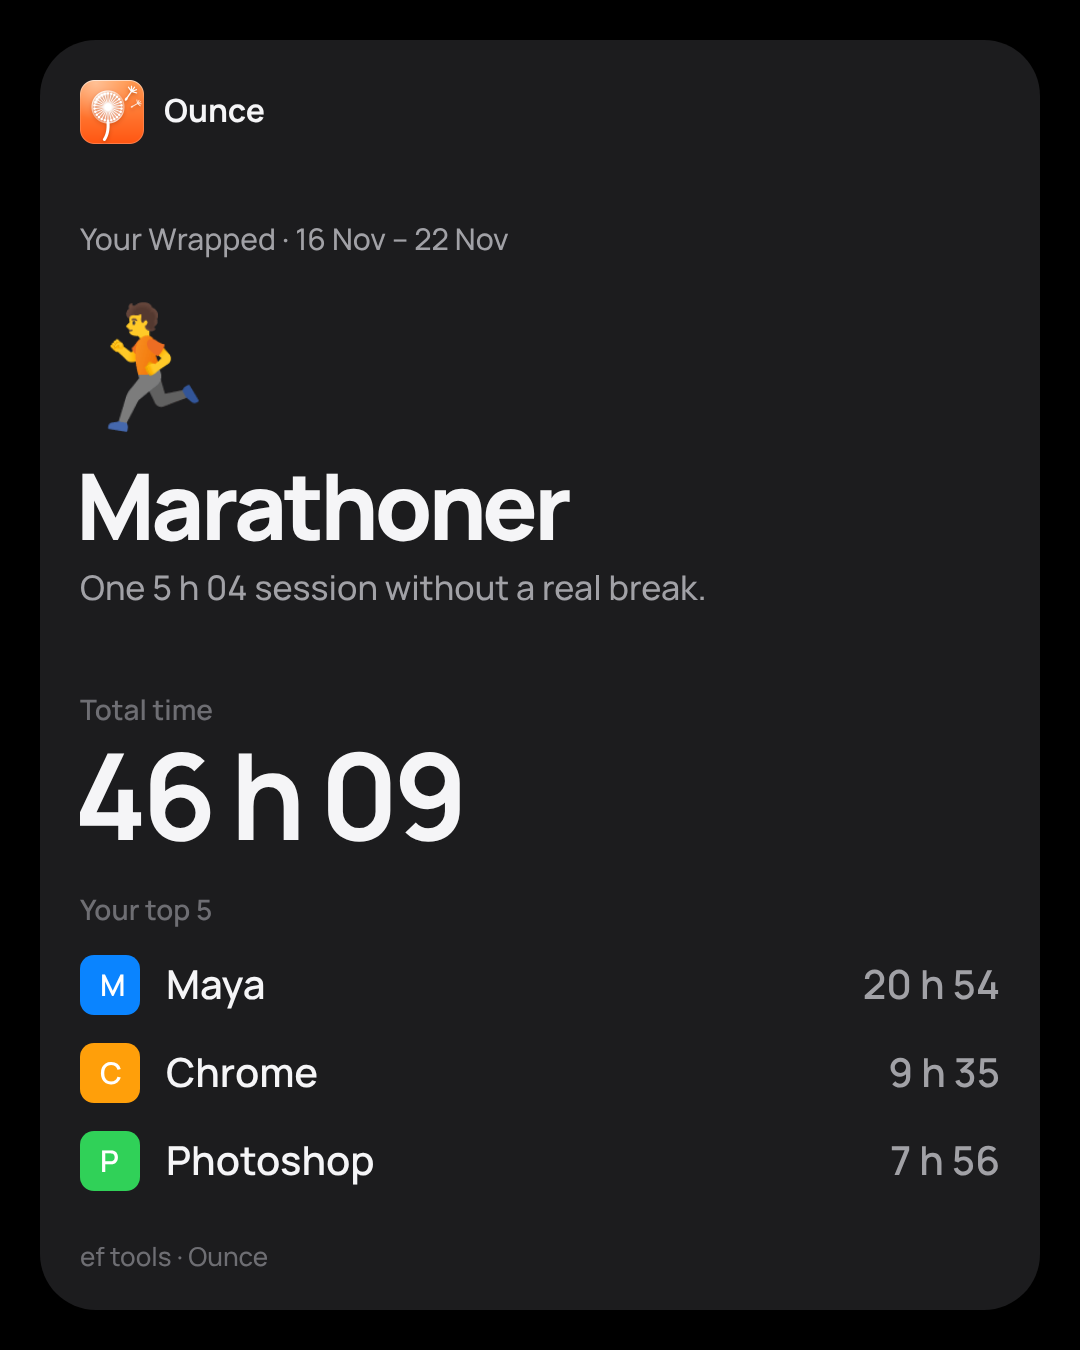 Ounce
Your Wrapped · 16 Nov – 22 Nov
Marathoner
One 5 h 04 session without a real break.
Total time
46 h 09
Your top 5
M Maya 20 h 54
C Chrome 9 h 35
P Photoshop 7 h 56
ef tools · Ounce